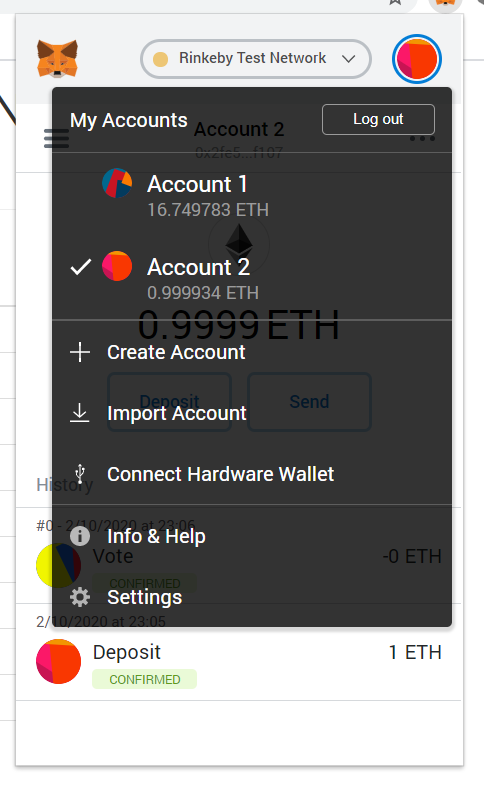 Rinkeby Test Network
My Accounts
Log out
Account 2
0x2fe5...f107
Account 1
16.749783 ETH
Account 2
0.999934 ETH
0.9999 ETH
Create Account
Deposit
Send
Import Account
Connect Hardware Wallet
History
#0 - 2/10/2020 at 23:06
Info & Help
Vote
-0 ETH
CONFIRMED
Settings
2/10/2020 at 23:05
Deposit
1 ETH
CONFIRMED